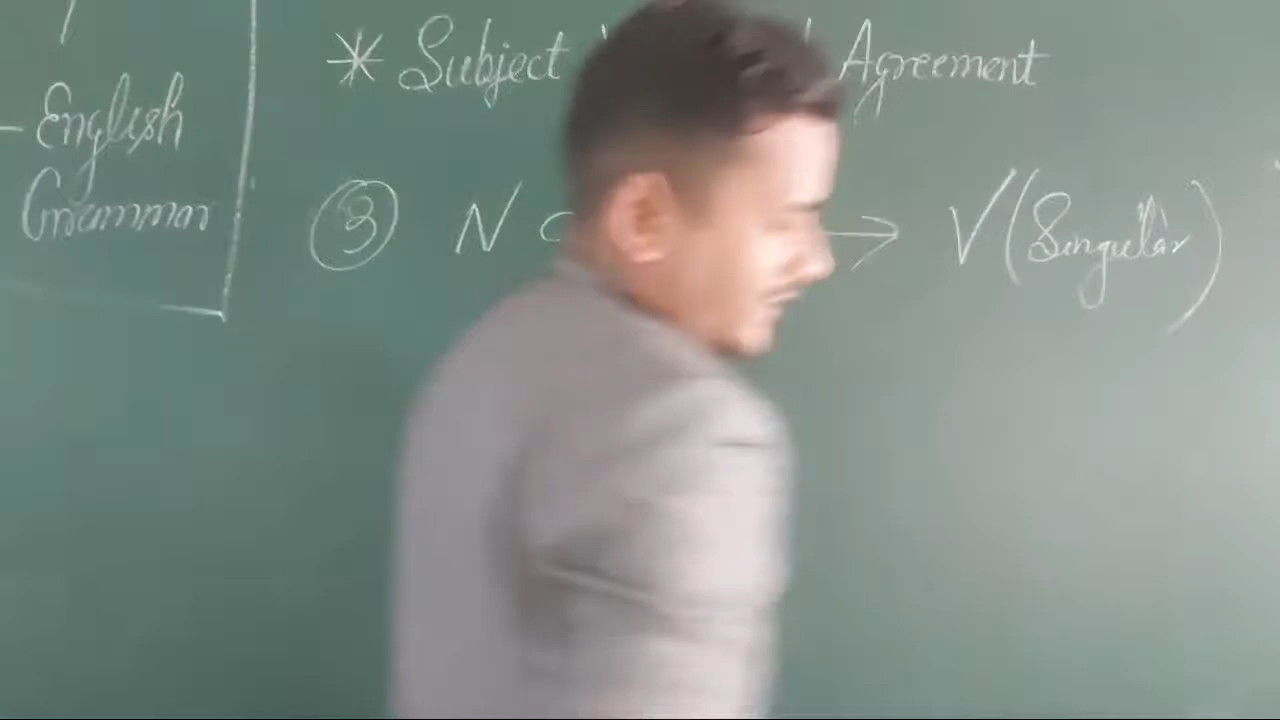 English
Grammar
* Subject Agreement
③ N → V (Singular)